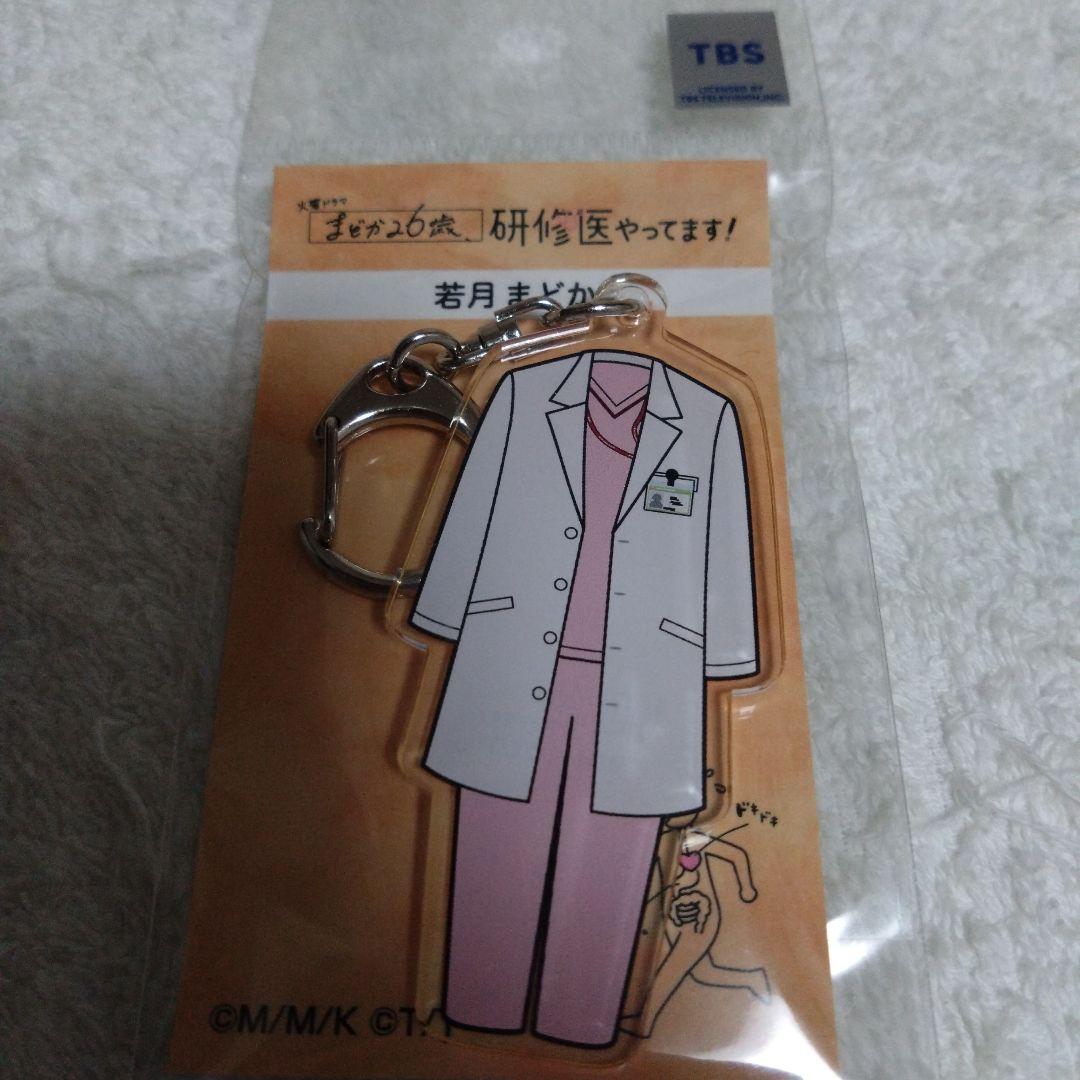 TBS
LICENSED BY
TBS TELEVISION,INC.
火曜ドラマ
まどか26歳、研修医やってます!
若月 まどか
ドキドキ
©M/M/K ©T/